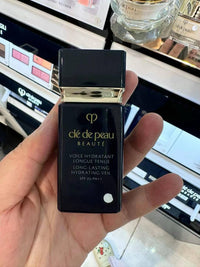 clé de peau
BEAUTÉ
VOILE HYDRATANT
LONGUE TENUE
LONG-LASTING
HYDRATING VEIL